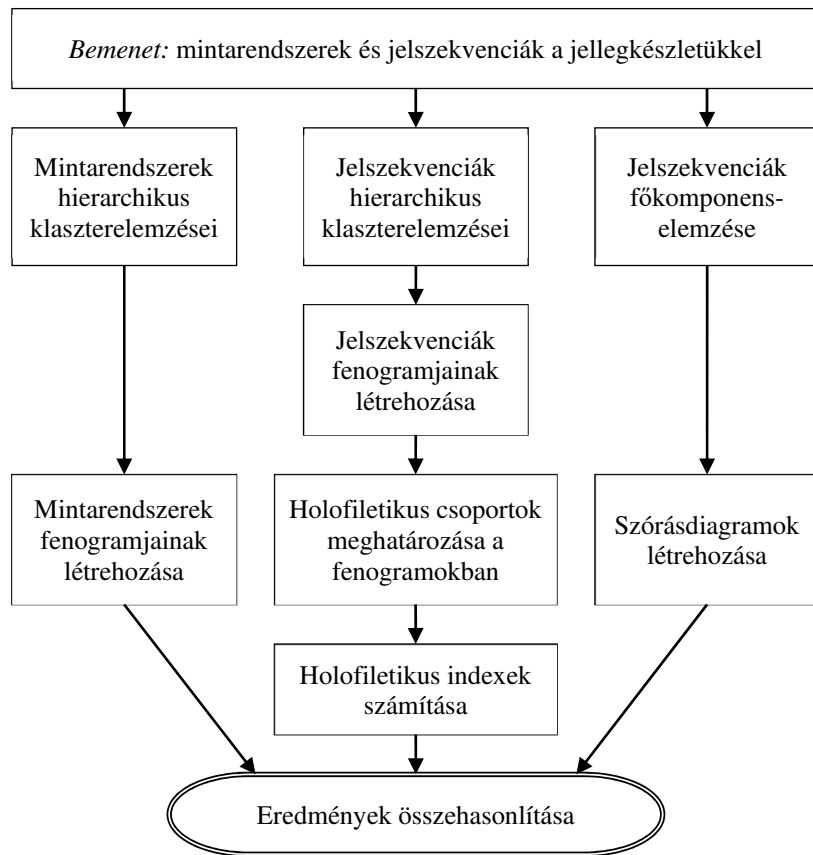 Bemenet: mintarendszerek és jelszekvenciák a jellegkészletükkel
Mintarendszerek
hierarchikus
klaszterelemzései
Jelszekvenciák
hierarchikus
klaszterelemzései
Jelszekvenciák
főkomponens-
elemzése
Jelszekvenciák
fenogramjainak
létrehozása
Mintarendszerek
fenogramjainak
létrehozása
Holofiletikus csoportok
meghatározása a
fenogramokban
Szórásdiagramok
létrehozása
Holofiletikus indexek
számítása
Eredmények összehasonlítása